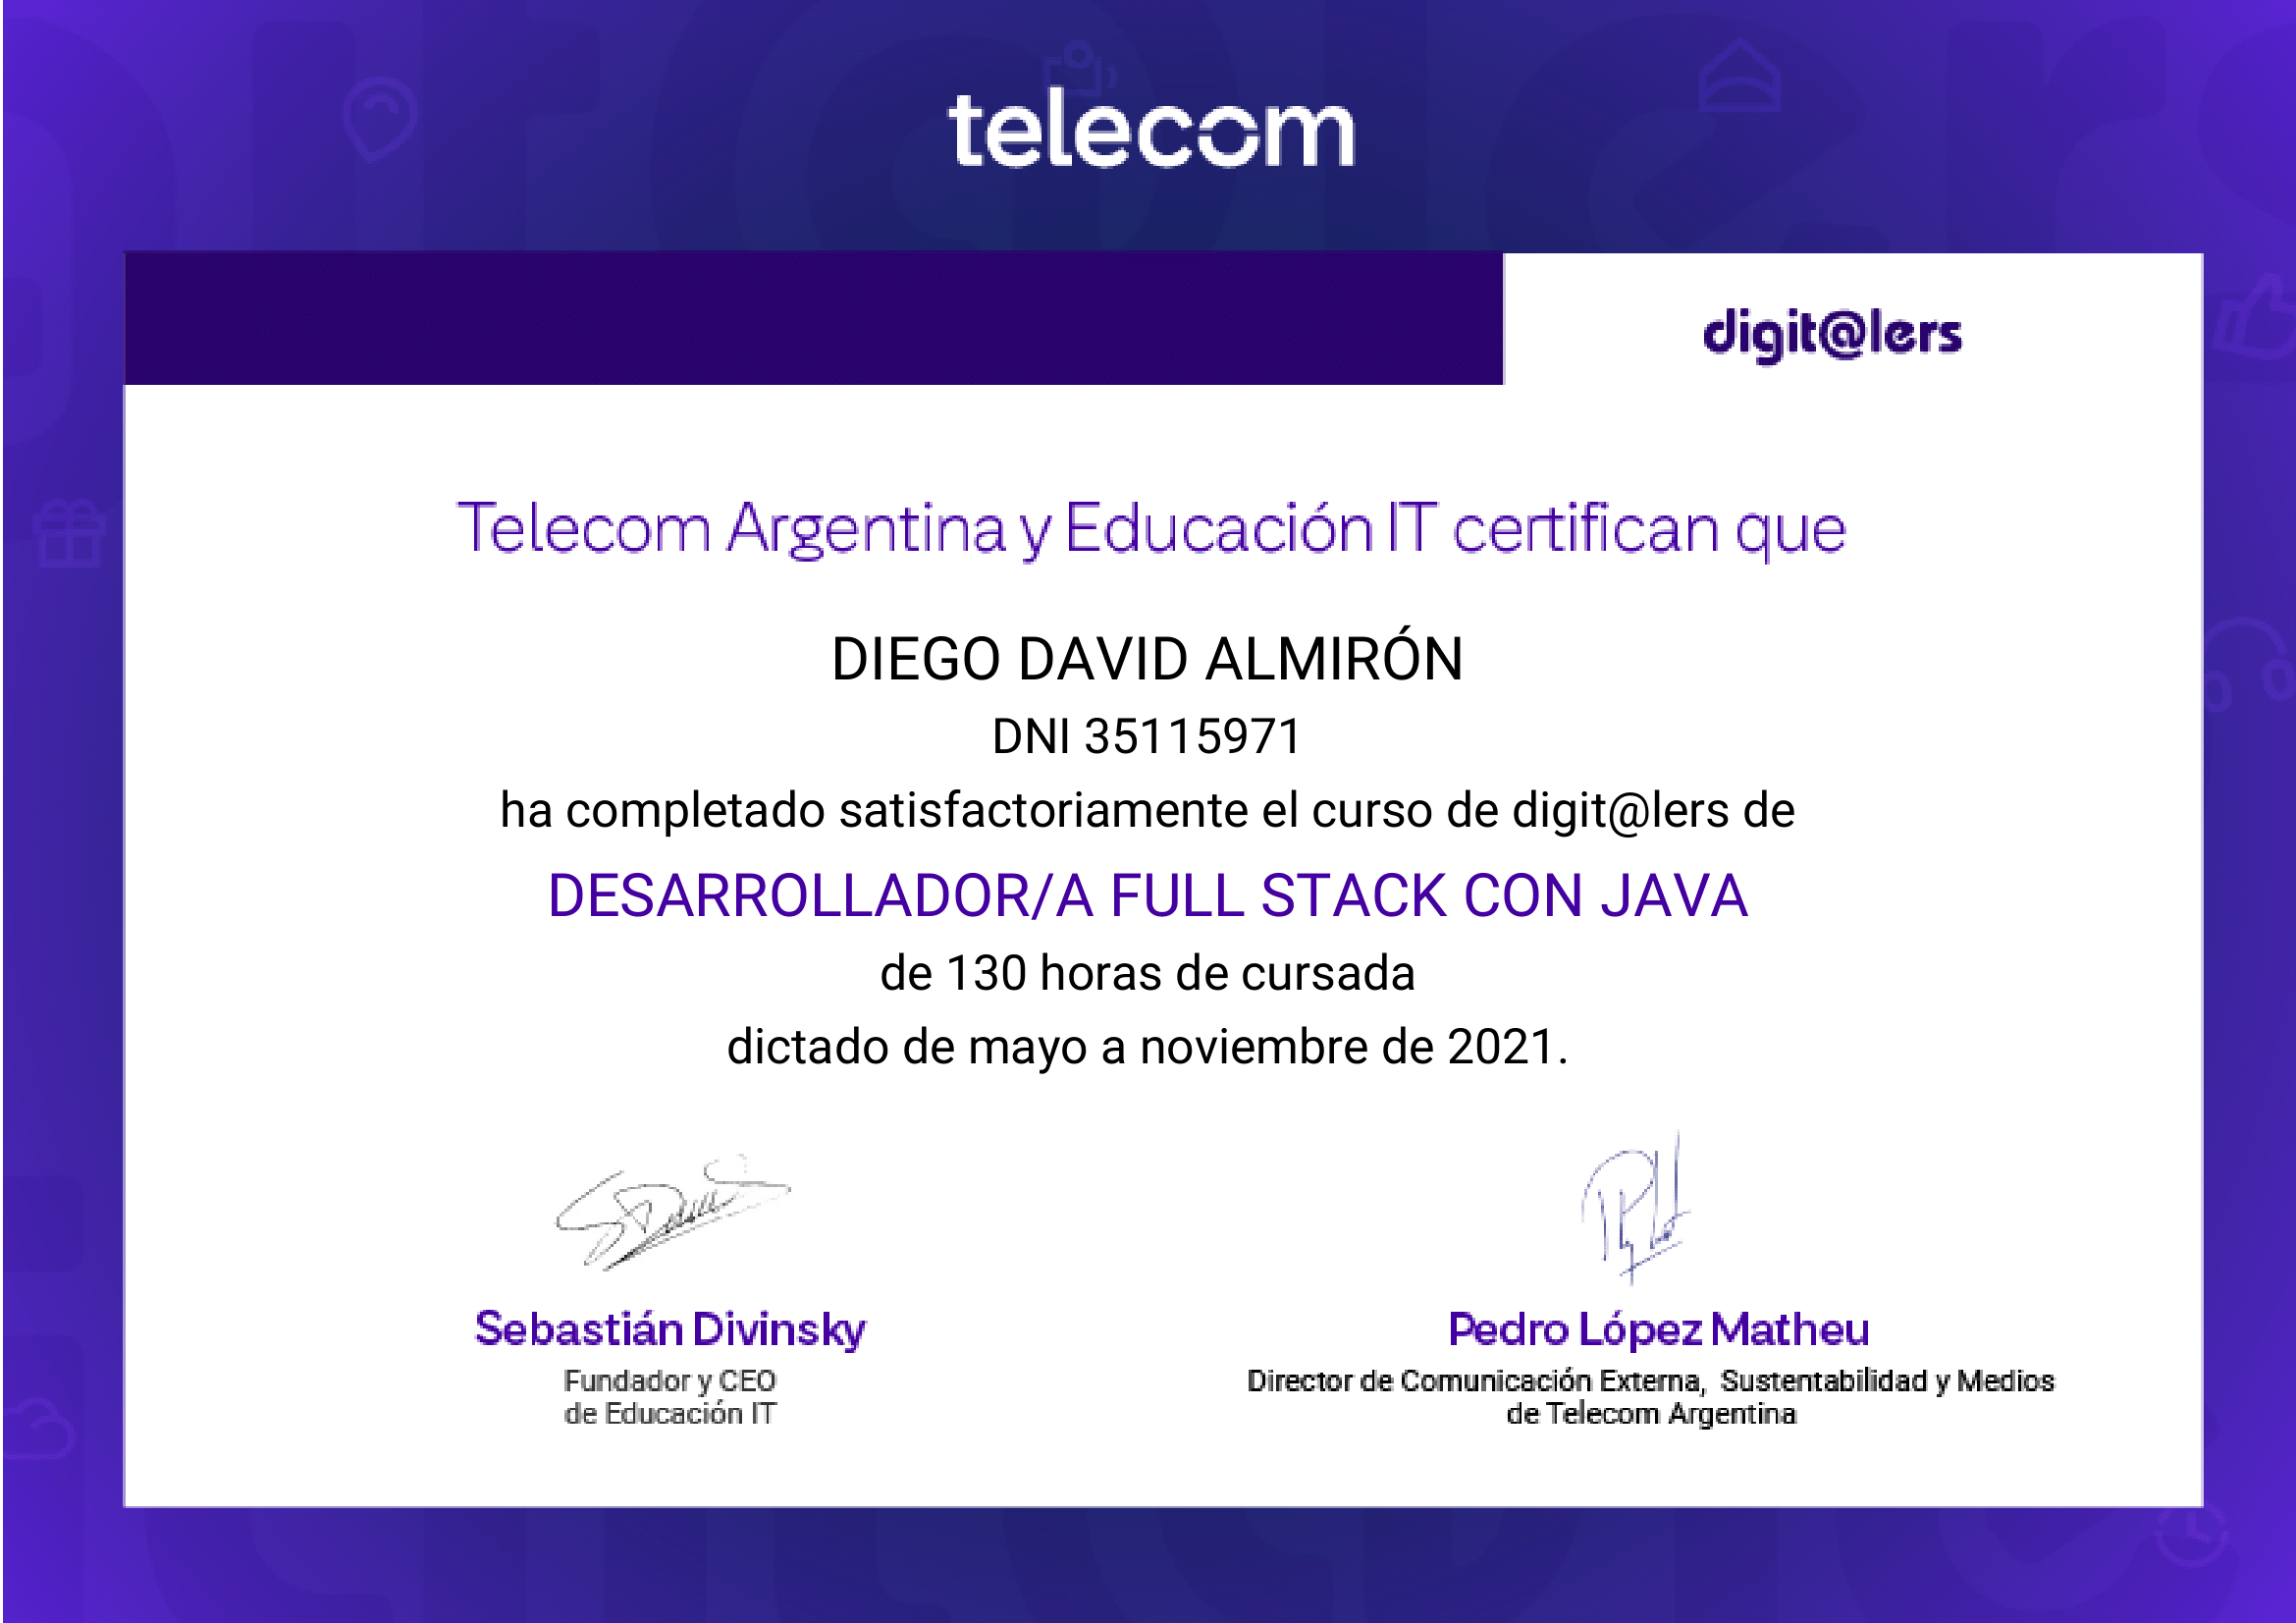 telecom
digit@lers
Telecom Argentina y Educación IT certifican que
DIEGO DAVID ALMIRÓN
DNI 35115971
ha completado satisfactoriamente el curso de digit@lers de
DESARROLLADOR/A FULL STACK CON JAVA
de 130 horas de cursada
dictado de mayo a noviembre de 2021.
Sebastián Divinsky
Fundador y CEO
de Educación IT
Pedro López Matheu
Director de Comunicación Externa, Sustentabilidad y Medios
de Telecom Argentina